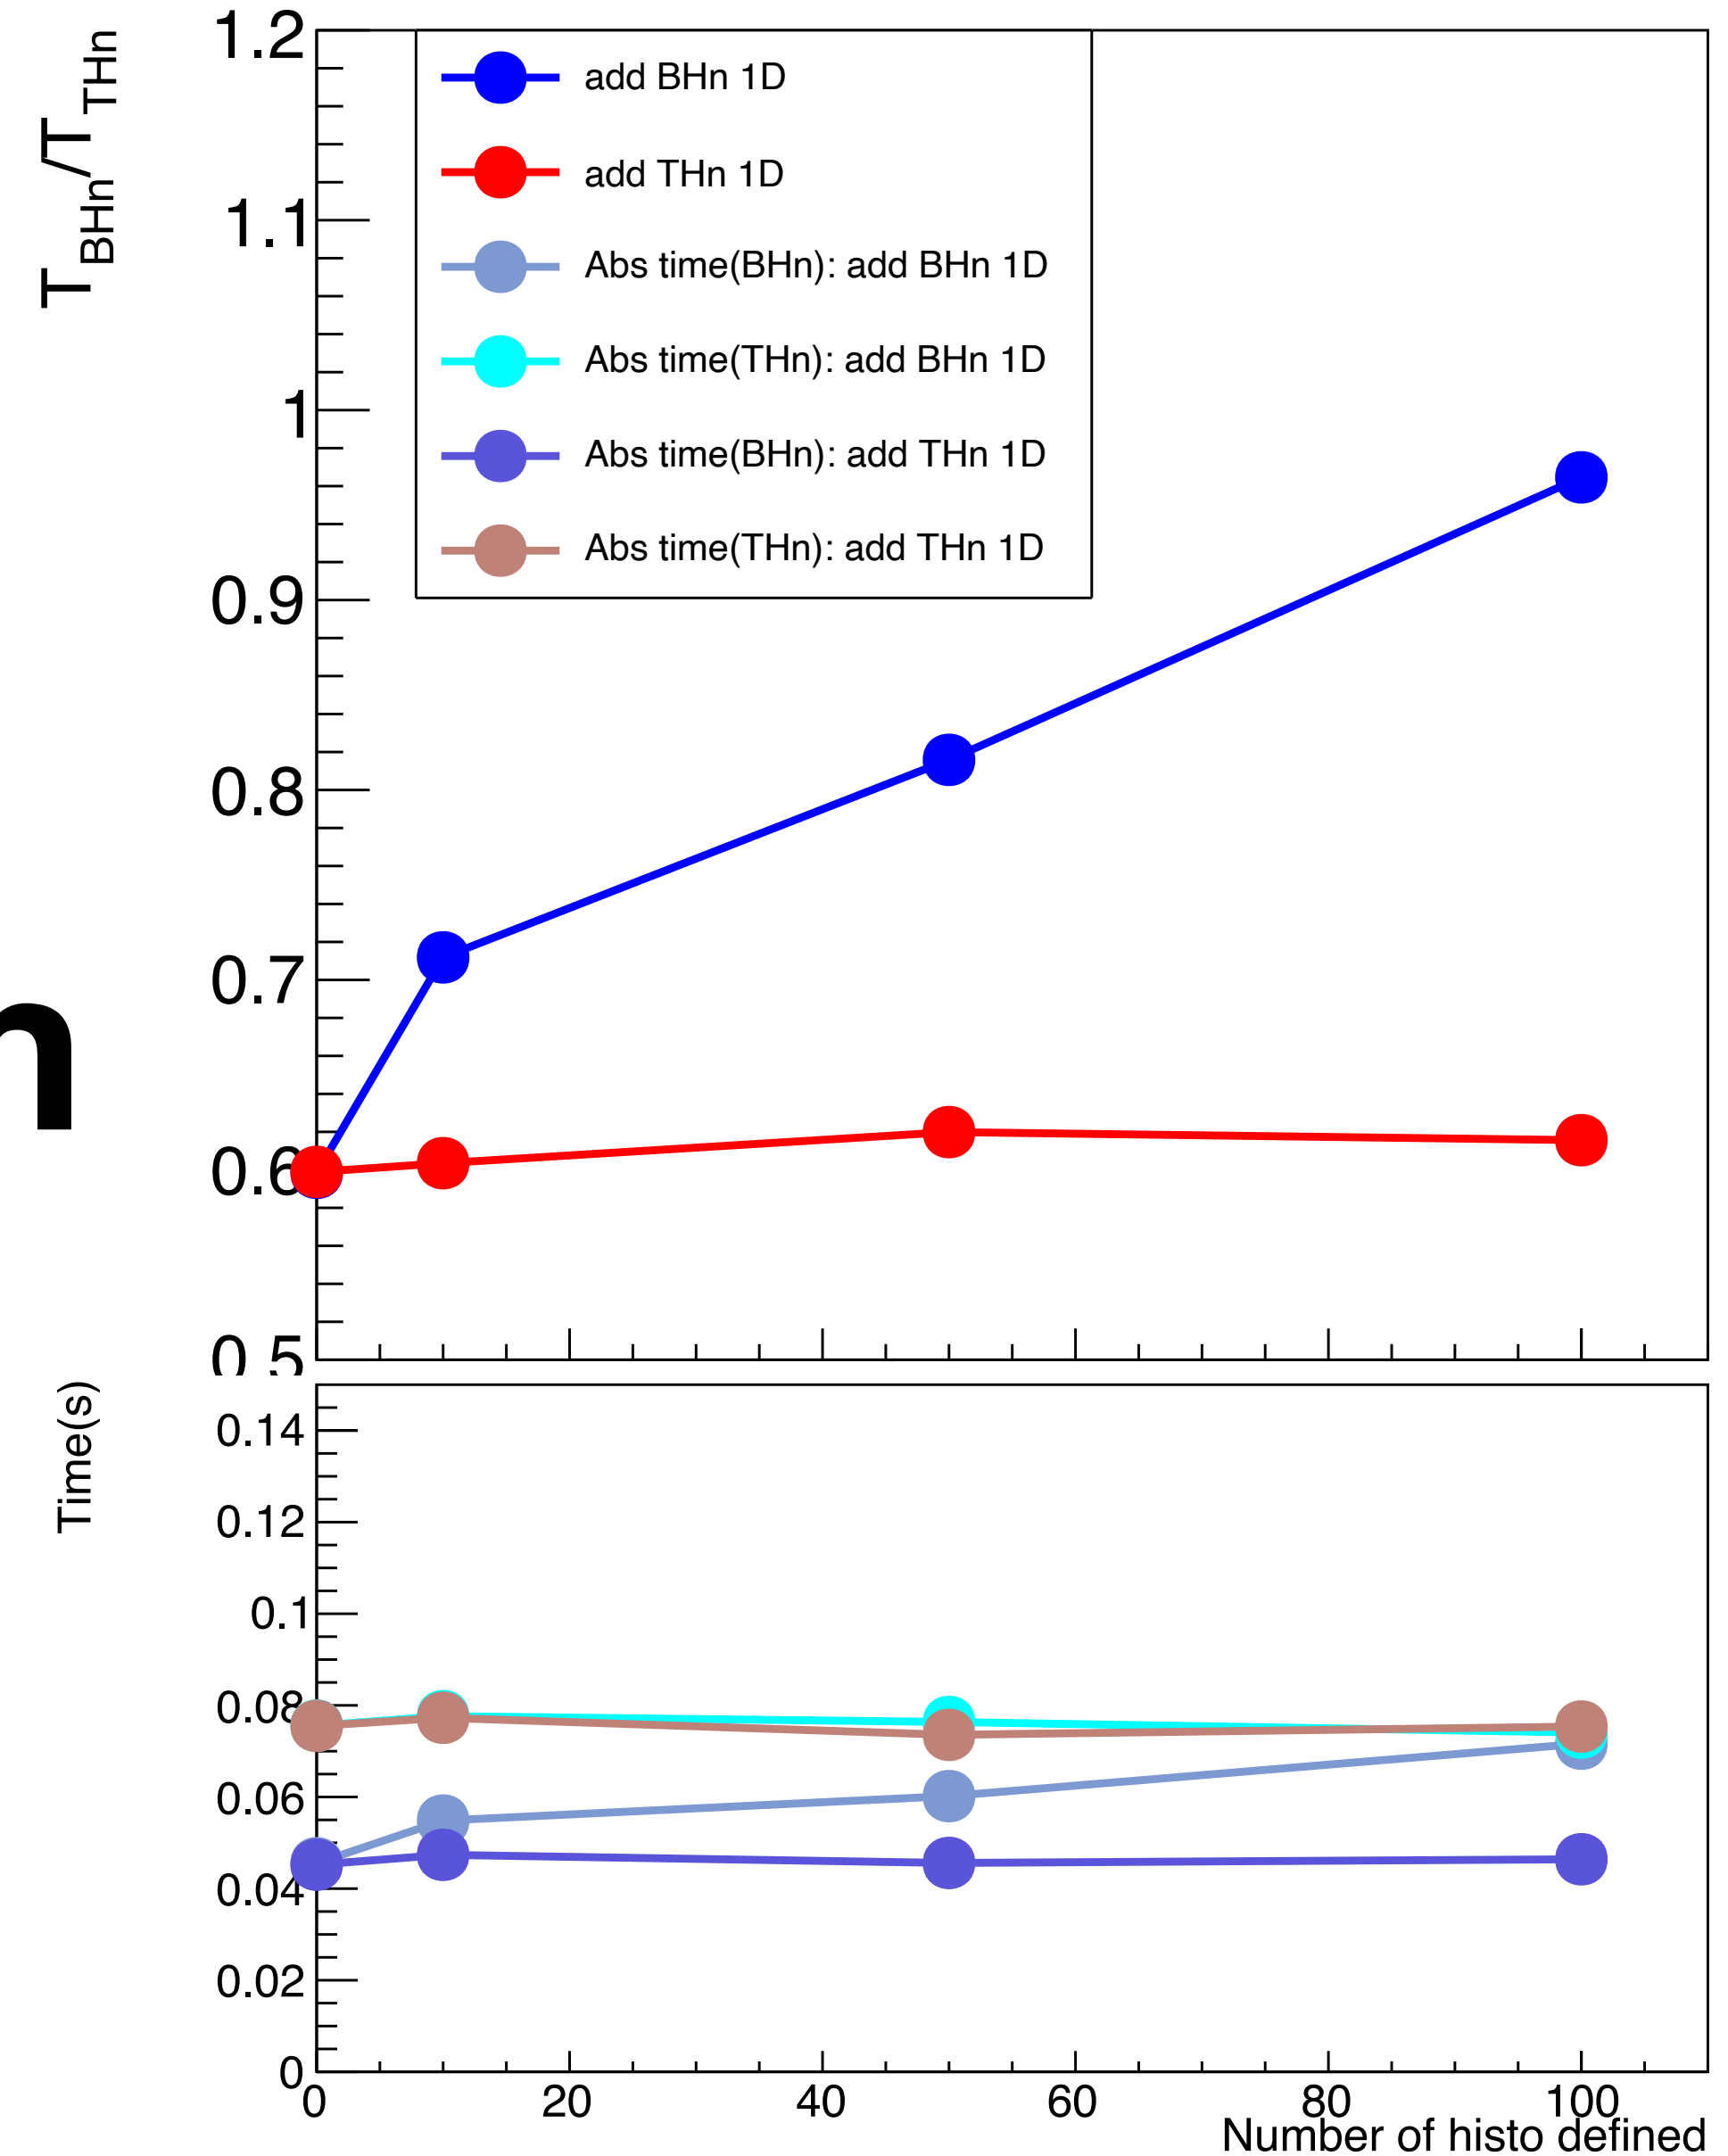 T_BHn/T_THn
1.2
1.1
1
0.9
0.8
0.7
0.6
0.5
add BHn 1D
add THn 1D
Abs time(BHn): add BHn 1D
Abs time(THn): add BHn 1D
Abs time(BHn): add THn 1D
Abs time(THn): add THn 1D
n
Time(s)
0.14
0.12
0.1
0.08
0.06
0.04
0.02
0
0 20 40 60 80 100
Number of histo defined